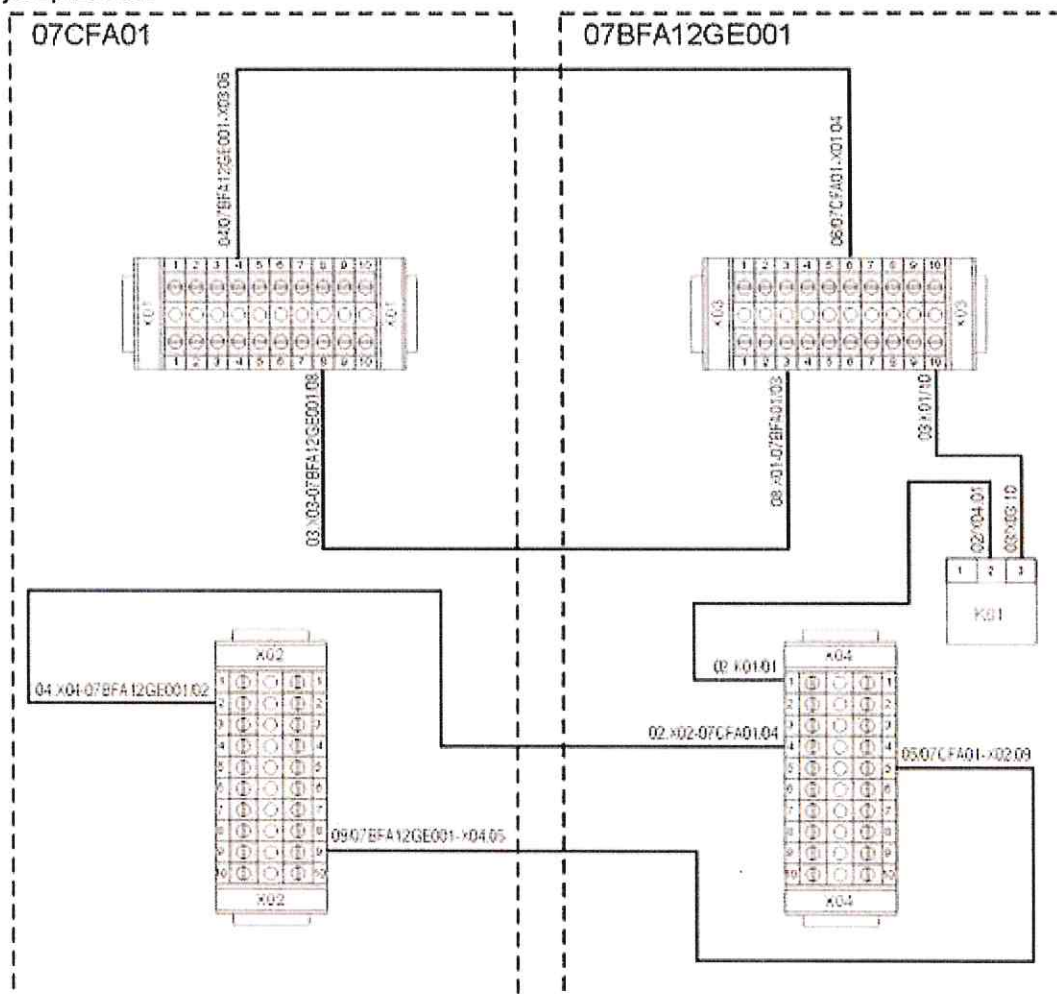 07CFA01
07BFA12GE001
04/07BFA12GE001-X03:06
06/07CFA01-X01:04
1 2 3 4 5 6 7 8 9 10
X01 X01
1 2 3 4 5 6 7 8 9 10
1 2 3 4 5 6 7 8 9 10
X03 X03
1 2 3 4 5 6 7 8 9 10
03:X03-07BFA12GE001/08
08:X01-07BFA01/03
03:K01/10
02/X04:01
03/X03:10
1 2 3
K01
X02
04:X04-07BFA12GE001/02
1 1
2 2
3 3
4 4
5 5
6 6
7 7
8 8
9 9
10 10
09/07BFA12GE001-X04:05
X02
02:K01/01
X04
02:X02-07CFA01/04
1 1
2 2
3 3
4 4
5 5
6 6
7 7
8 8
9 9
10 10
05/07CFA01-X02:09
X04